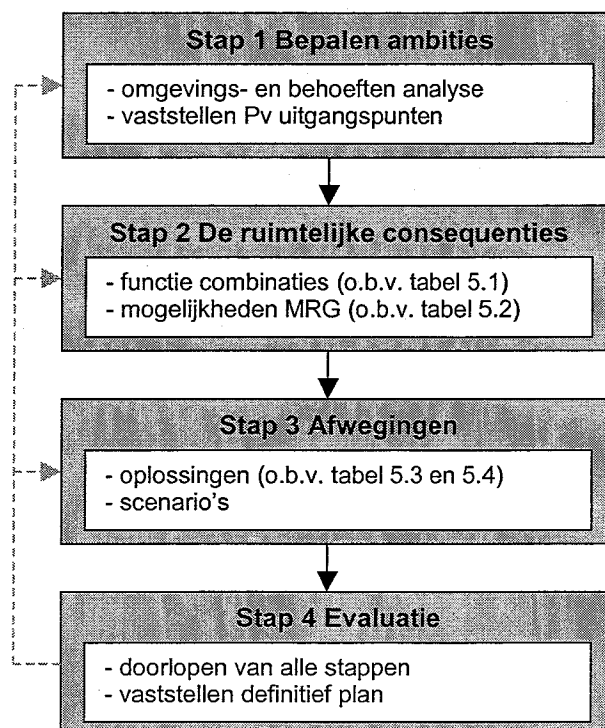 Stap 1 Bepalen ambities
- omgevings- en behoeften analyse
- vaststellen Pv uitgangspunten
Stap 2 De ruimtelijke consequenties
- functie combinaties (o.b.v. tabel 5.1)
- mogelijkheden MRG (o.b.v. tabel 5.2)
Stap 3 Afwegingen
- oplossingen (o.b.v. tabel 5.3 en 5.4)
- scenario's
Stap 4 Evaluatie
- doorlopen van alle stappen
- vaststellen definitief plan